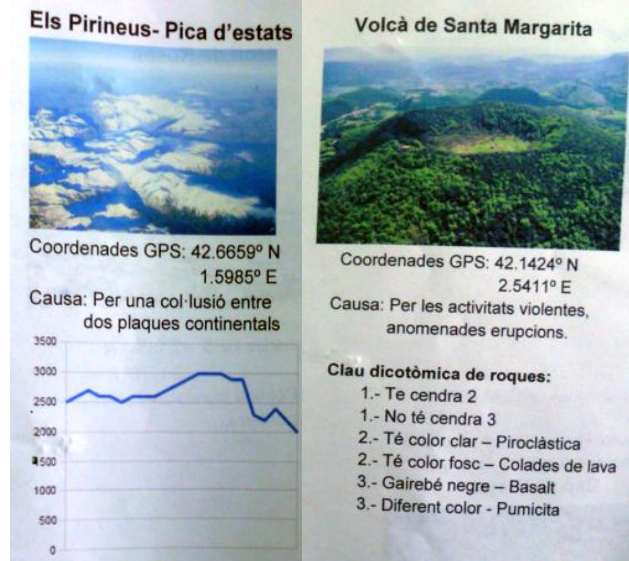 Els Pirineus- Pica d'estats
Coordenades GPS: 42.6659º N
1.5985º E
Causa: Per una col·lusió entre
dos plaques continentals
3500
3000
2500
2000
1500
1000
500
0
Volcà de Santa Margarita
Coordenades GPS: 42.1424º N
2.5411º E
Causa: Per les activitats violentes,
anomenades erupcions.
Clau dicotòmica de roques:
1.- Te cendra 2
1.- No té cendra 3
2.- Té color clar – Piroclàstica
2.- Té color fosc – Colades de lava
3.- Gairebé negre – Basalt
3.- Diferent color - Pumicita